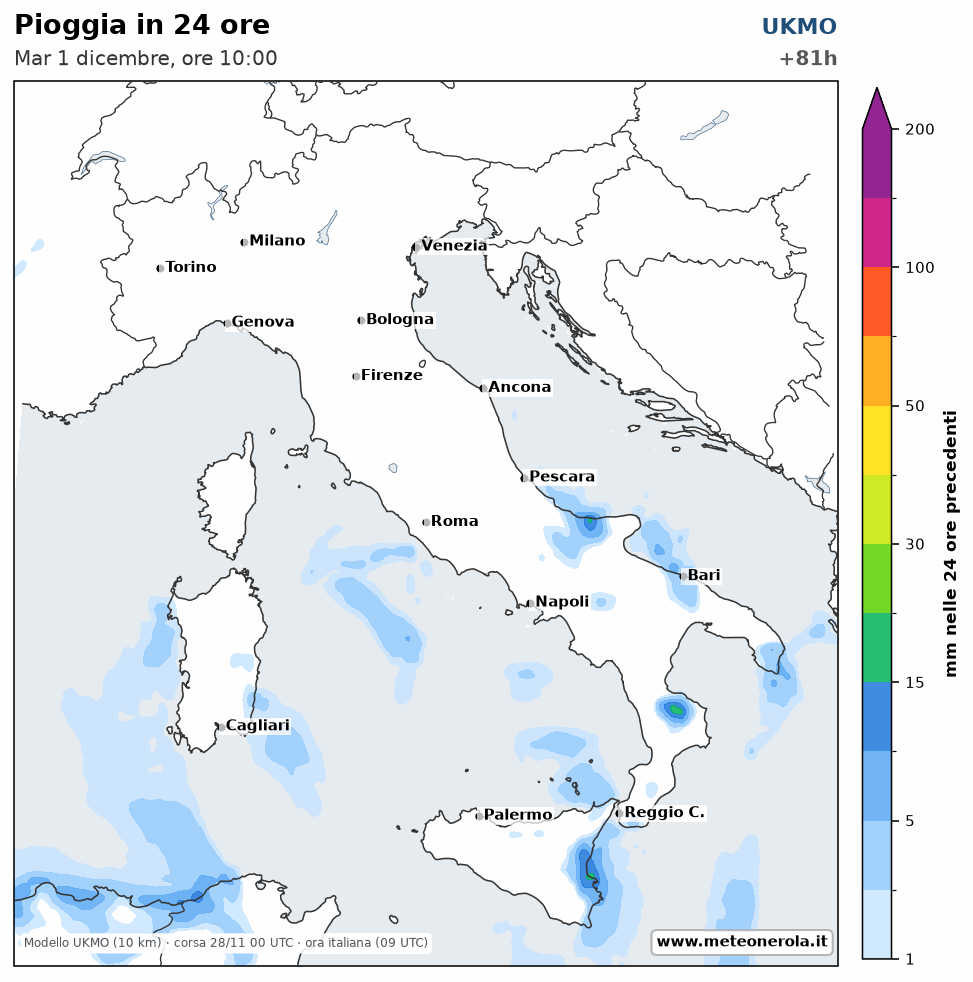 Pioggia in 24 ore
UKMO
Mar 1 dicembre, ore 10:00
+81h
200
100
50
30
15
5
1
mm nelle 24 ore precedenti
Milano
Venezia
Torino
Genova
Bologna
Firenze
Ancona
Pescara
Roma
Bari
Napoli
Cagliari
Palermo
Reggio C.
Modello UKMO (10 km) · corsa 28/11 00 UTC · ora italiana (09 UTC)
www.meteonerola.it